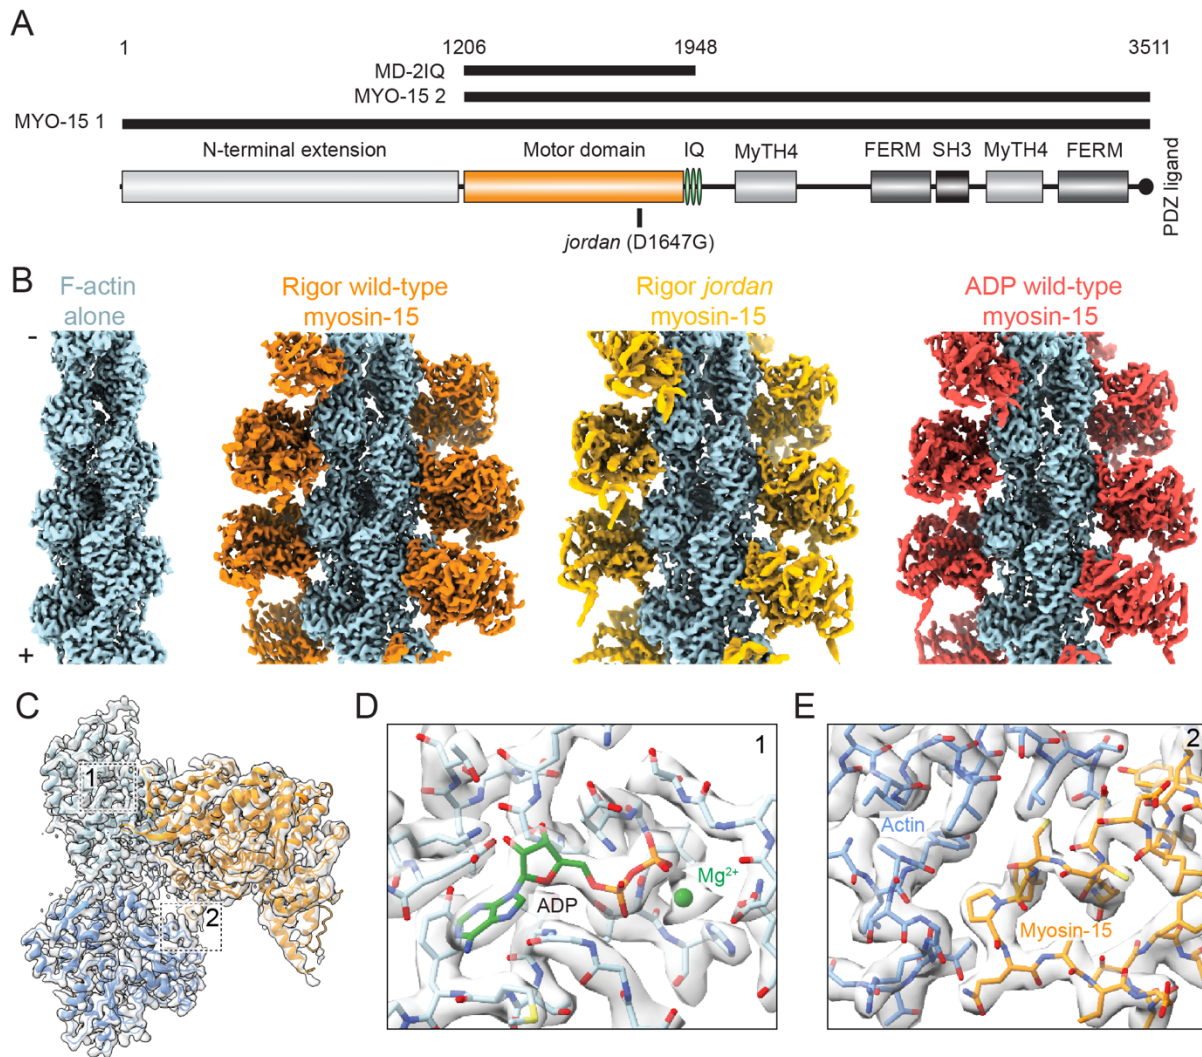 A
1 1206 1948 3511
MD-2IQ
MYO-15 2
MYO-15 1
N-terminal extension Motor domain IQ MyTH4 FERM SH3 MyTH4 FERM
PDZ ligand
jordan (D1647G)
B
F-actin
alone
Rigor wild-type
myosin-15
Rigor jordan
myosin-15
ADP wild-type
myosin-15
-
+
C
1
2
D
1
ADP
Mg²⁺
E
2
Actin
Myosin-15